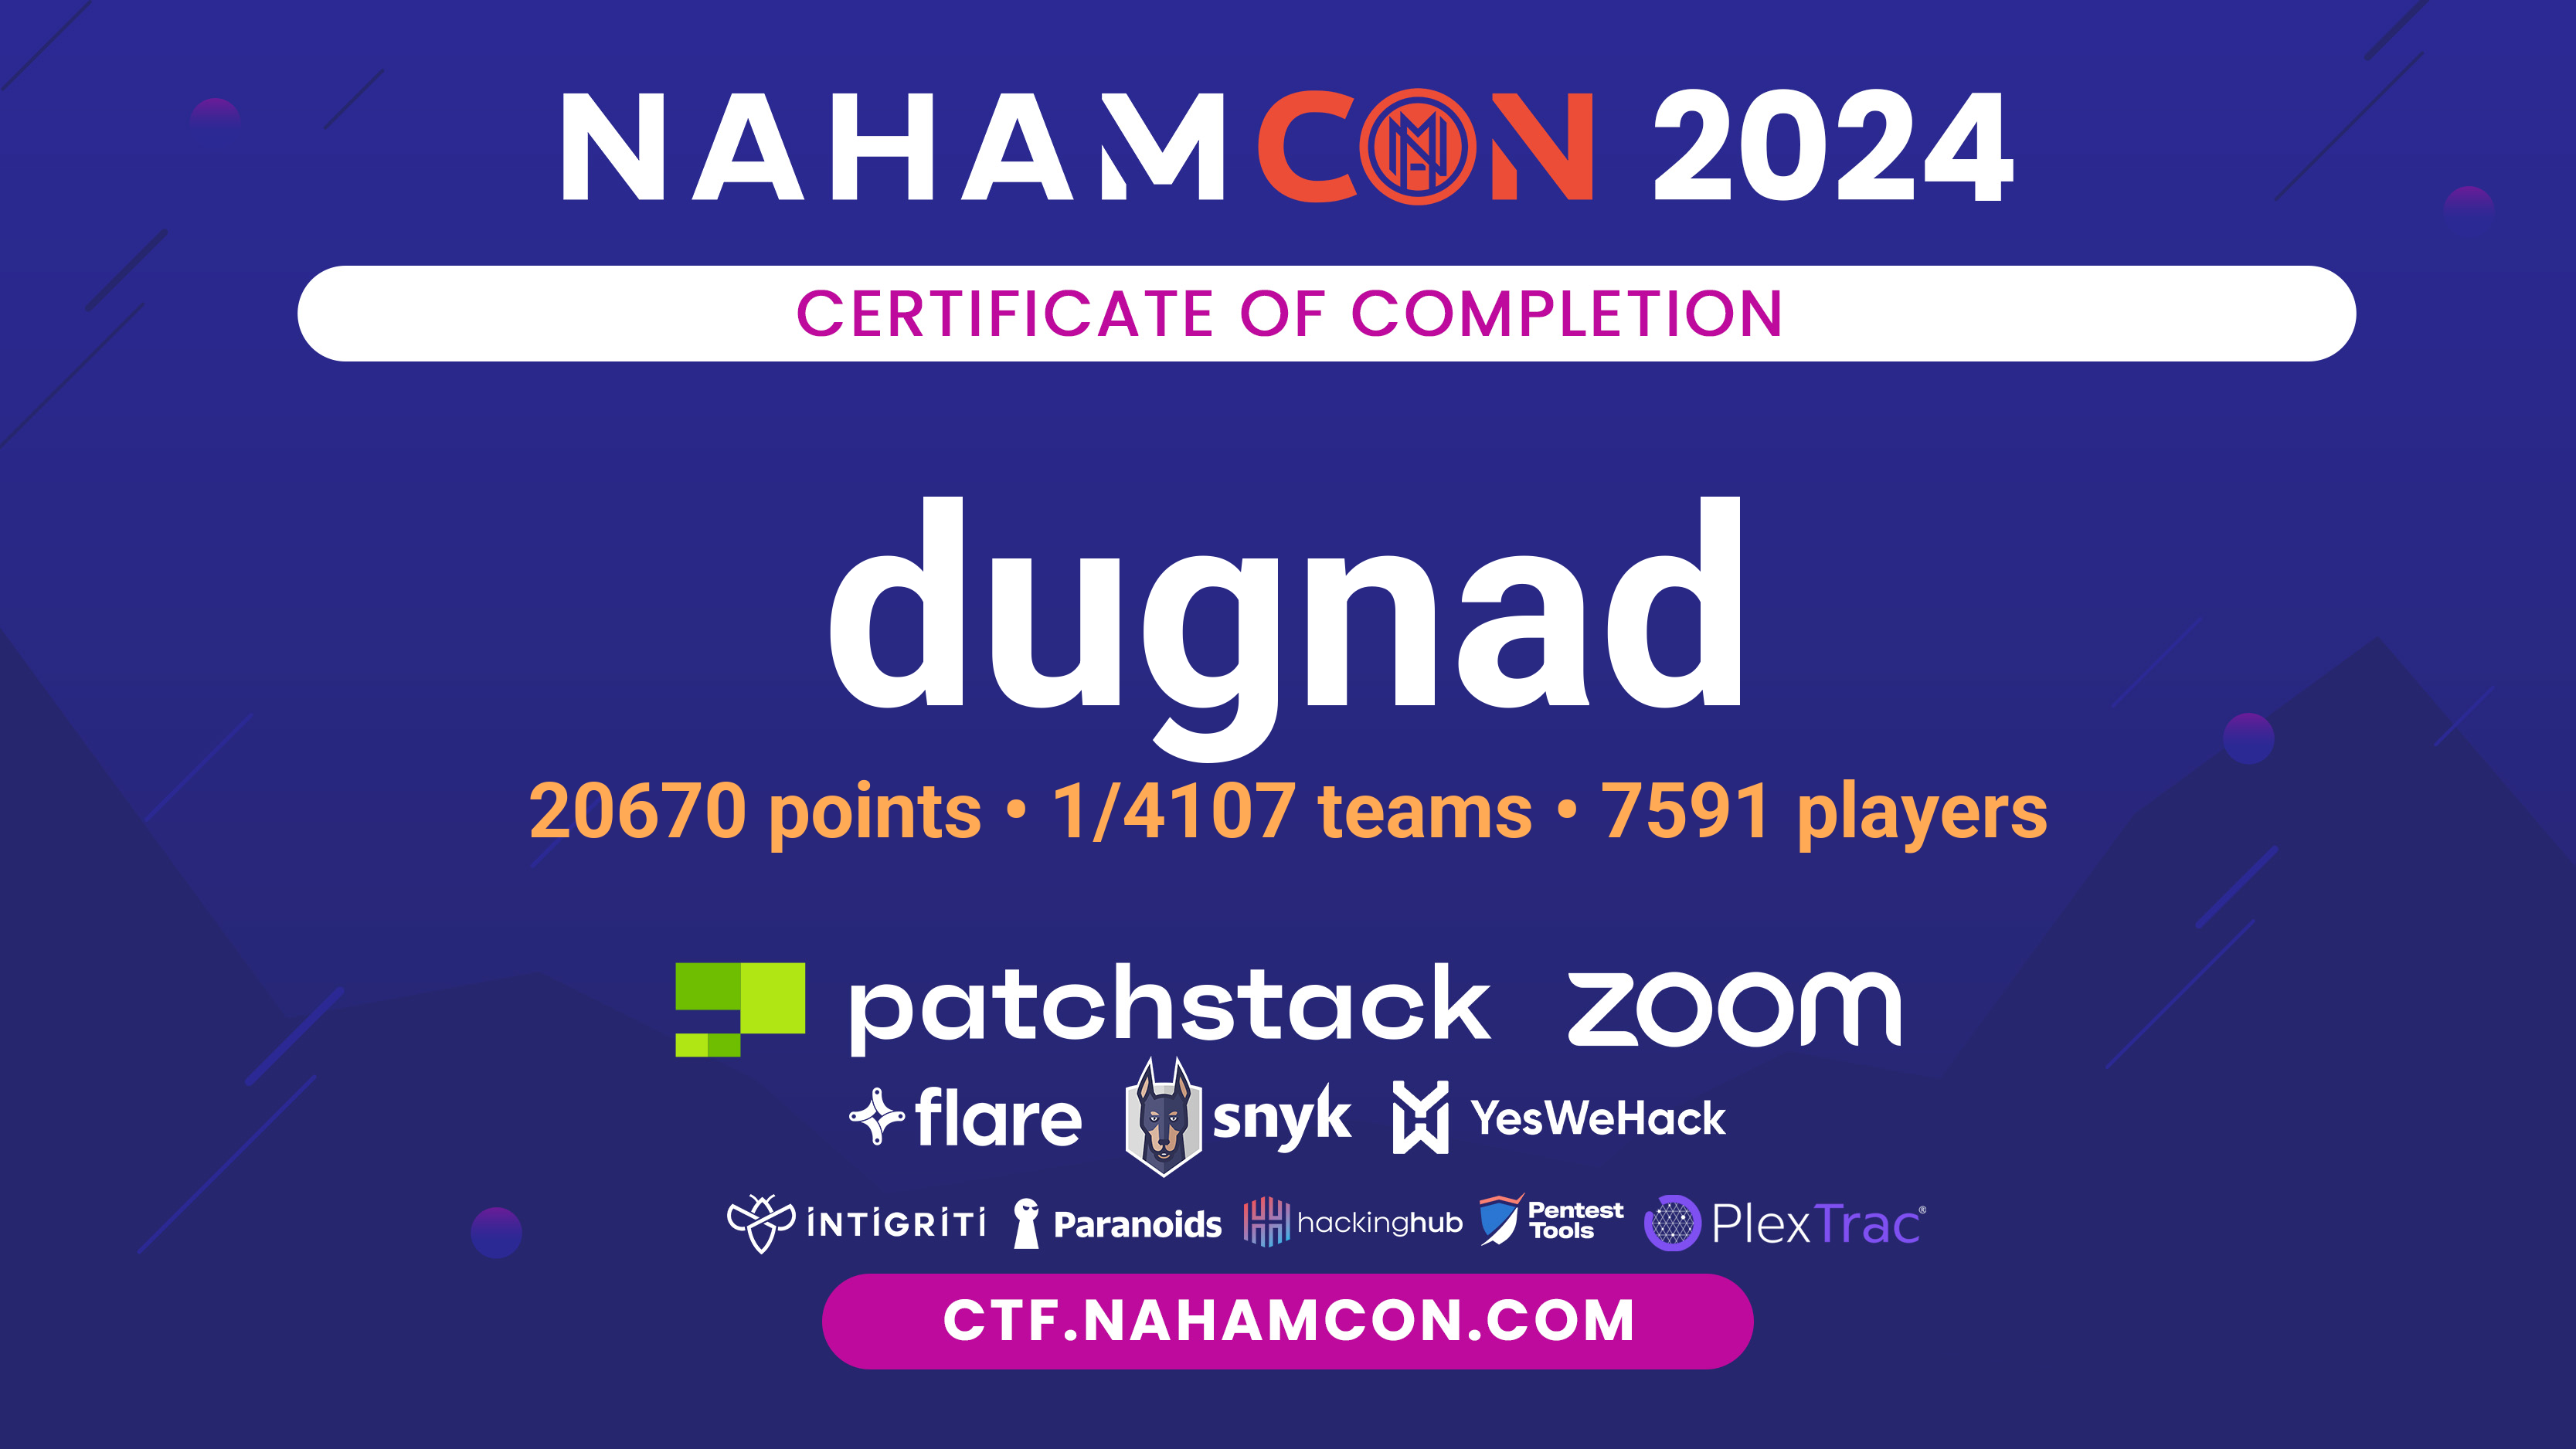 NAHAMCON 2024
CERTIFICATE OF COMPLETION
dugnad
20670 points • 1/4107 teams • 7591 players
patchstack zoom
flare snyk YesWeHack
INTIGRITI Paranoids hackinghub Pentest Tools PlexTrac®
CTF.NAHAMCON.COM